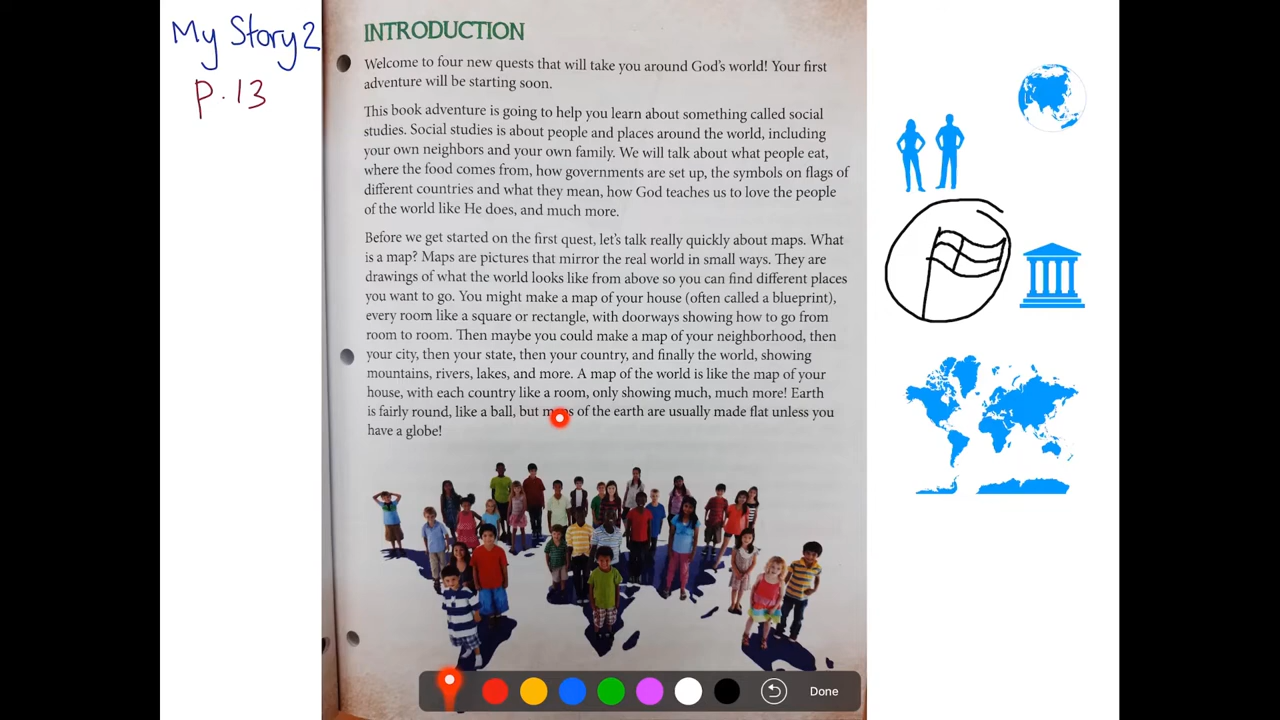 My Story 2
p. 13
INTRODUCTION
Welcome to four new quests that will take you around God's world! Your first
adventure will be starting soon.
This book adventure is going to help you learn about something called social
studies. Social studies is about people and places around the world, including
your own neighbors and your own family. We will talk about what people eat,
where the food comes from, how governments are set up, the symbols on flags of
different countries and what they mean, how God teaches us to love the people
of the world like He does, and much more.
Before we get started on the first quest, let's talk really quickly about maps. What
is a map? Maps are pictures that mirror the real world in small ways. They are
drawings of what the world looks like from above so you can find different places
you want to go. You might make a map of your house (often called a blueprint),
every room like a square or rectangle, with doorways showing how to go from
room to room. Then maybe you could make a map of your neighborhood, then
your city, then your state, then your country, and finally the world, showing
mountains, rivers, lakes, and more. A map of the world is like the map of your
house, with each country like a room, only showing much, much more! Earth
is fairly round, like a ball, but maps of the earth are usually made flat unless you
have a globe!
Done